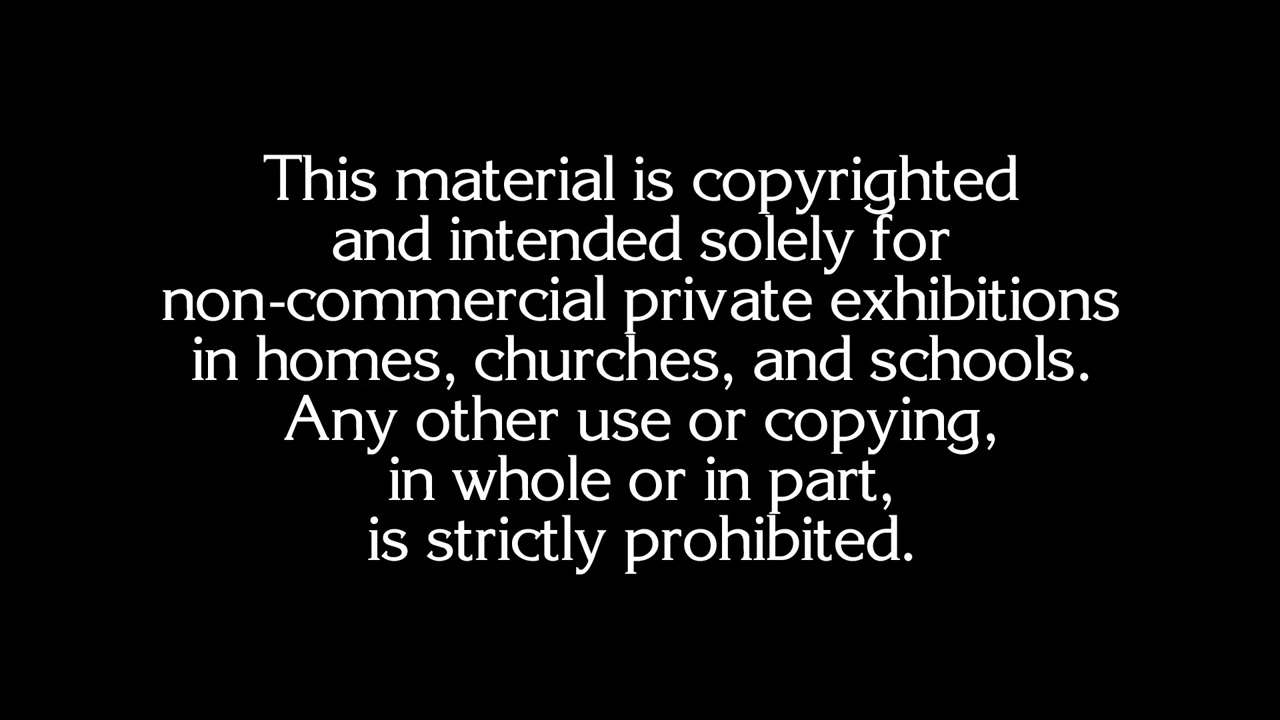 This material is copyrighted
and intended solely for
non-commercial private exhibitions
in homes, churches, and schools.
Any other use or copying,
in whole or in part,
is strictly prohibited.